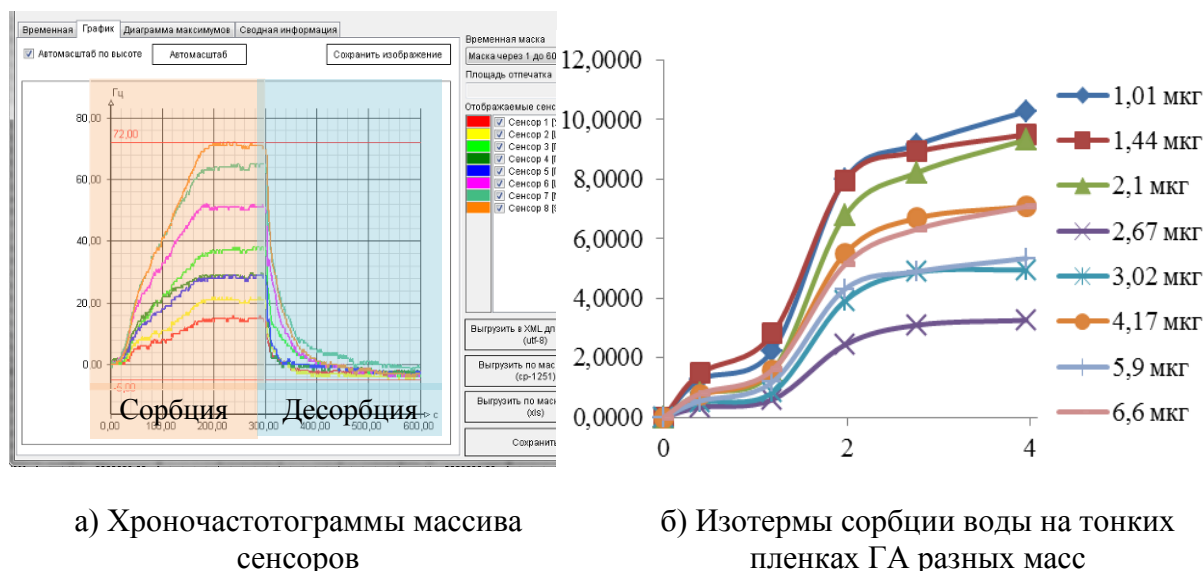 Временная График Диаграмма максимумов Сводная информация
Автомасштаб по высоте Автомасштаб Сохранить изображение
Временная маска
Маска через 1 до 60
Площадь отпечатка
Отображаемые сенс
Сенсор 1
Сенсор 2
Сенсор 3
Сенсор 4
Сенсор 5
Сенсор 6
Сенсор 7
Сенсор 8
Выгрузить в XML дл
(utf-8)
Выгрузить по мас
(cp-1251)
Выгрузить по маск
(xls)
Сохранить
Гц
80,00
72,00
60,00
40,00
20,00
0,00
-5,00
Сорбция Десорбция
с
0,00 100,00 200,00 300,00 400,00 500,00 600,00
12,0000
10,0000
8,0000
6,0000
4,0000
2,0000
0,0000
0 2 4
1,01 мкг
1,44 мкг
2,1 мкг
2,67 мкг
3,02 мкг
4,17 мкг
5,9 мкг
6,6 мкг
а) Хроночастотограммы массива
сенсоров
б) Изотермы сорбции воды на тонких
пленках ГА разных масс